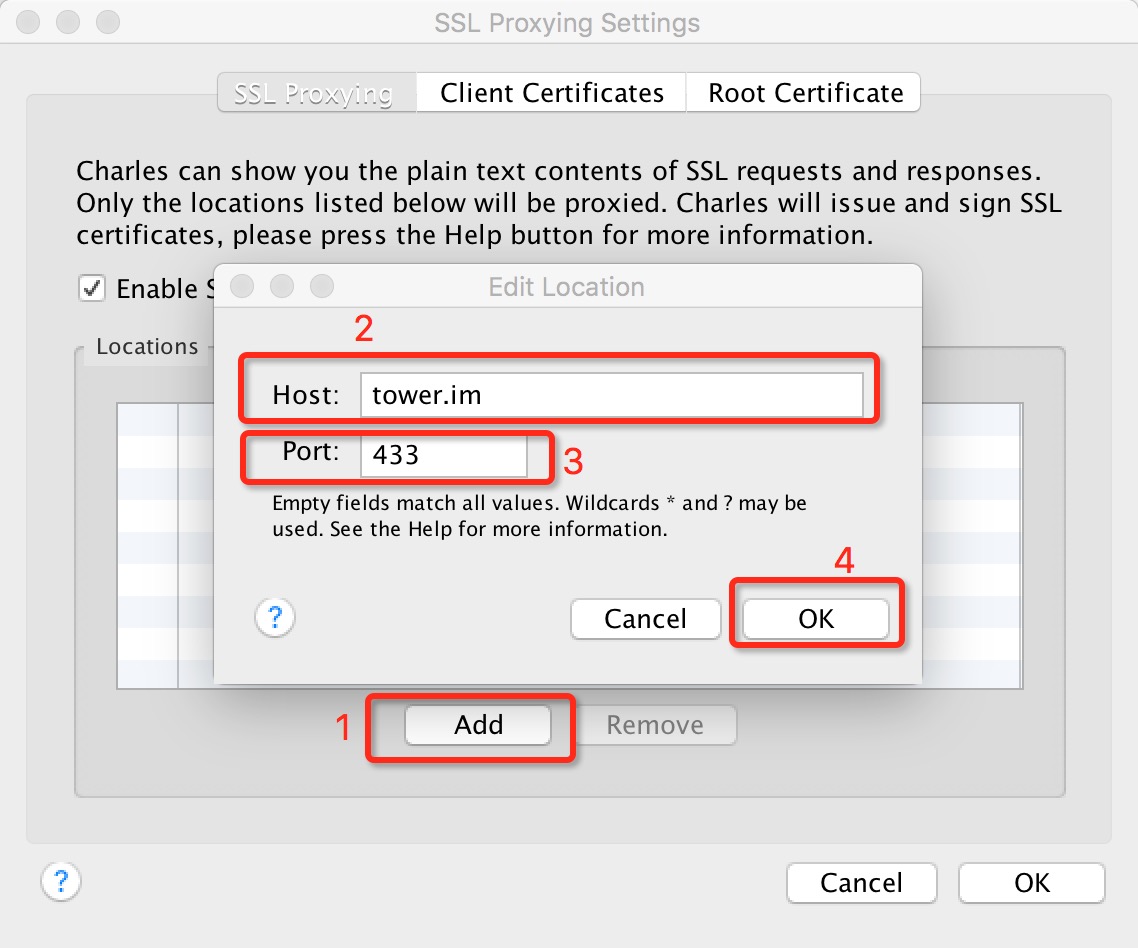 SSL Proxying Settings
SSL Proxying Client Certificates Root Certificate
Charles can show you the plain text contents of SSL requests and responses.
Only the locations listed below will be proxied. Charles will issue and sign SSL
certificates, please press the Help button for more information.
Enable S
Edit Location
Locations
2
Host: tower.im
Port: 433
3
Empty fields match all values. Wildcards * and ? may be
used. See the Help for more information.
4
? Cancel OK
1 Add Remove
? Cancel OK